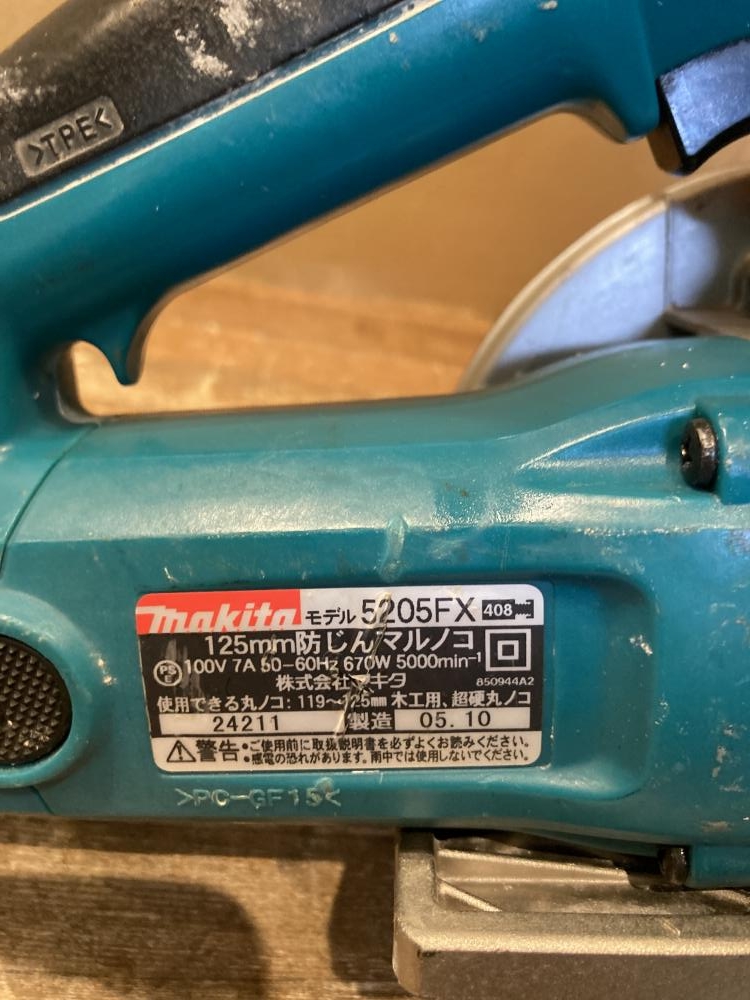 >TPE<
makita モデル 5205FX 408
125mm防じんマルノコ
PS 100V 7A 50-60Hz 670W 5000min⁻¹
株式会社マキタ 850944A2
使用できる丸ノコ:119〜125mm 木工用、超硬丸ノコ
24211 製造 05.10
警告 •ご使用前に取扱説明書を必ずよくお読みください。
•感電の恐れがあります。雨中では使用しないでください。
>PC-GF15<